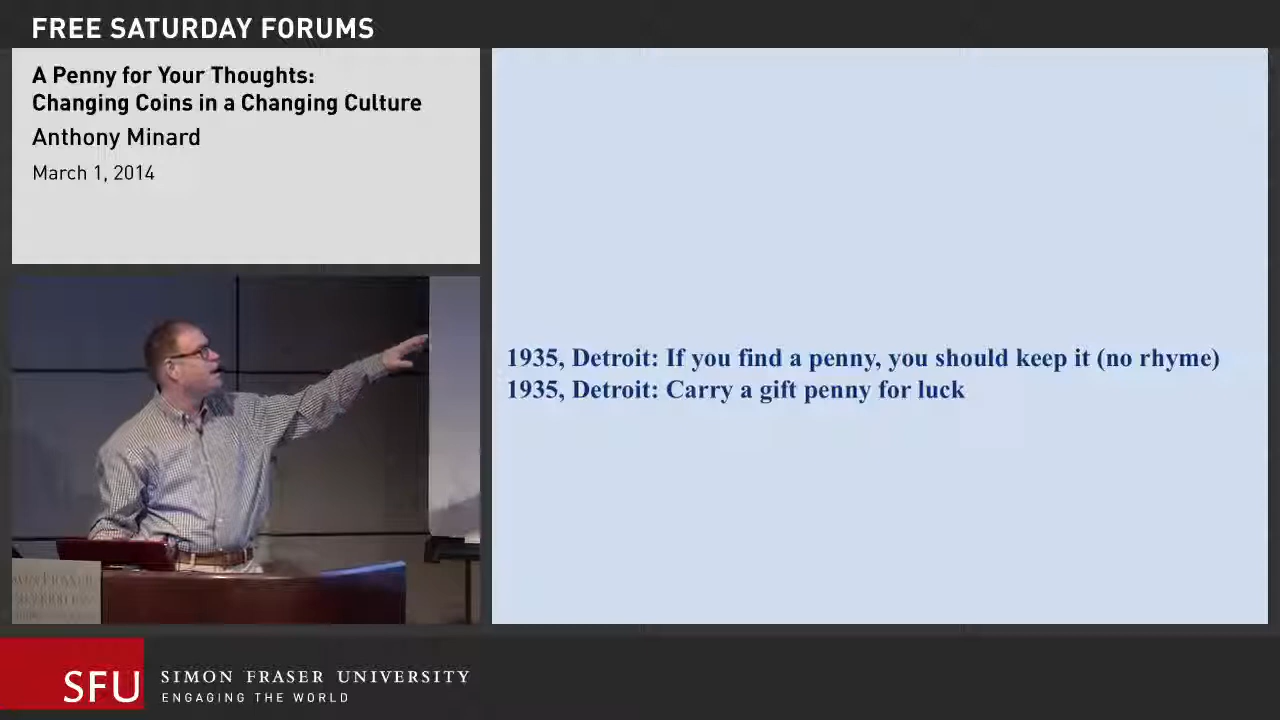 FREE SATURDAY FORUMS
A Penny for Your Thoughts:
Changing Coins in a Changing Culture
Anthony Minard
March 1, 2014
1935, Detroit: If you find a penny, you should keep it (no rhyme)
1935, Detroit: Carry a gift penny for luck
FRASER
SFU
SIMON FRASER UNIVERSITY
ENGAGING THE WORLD